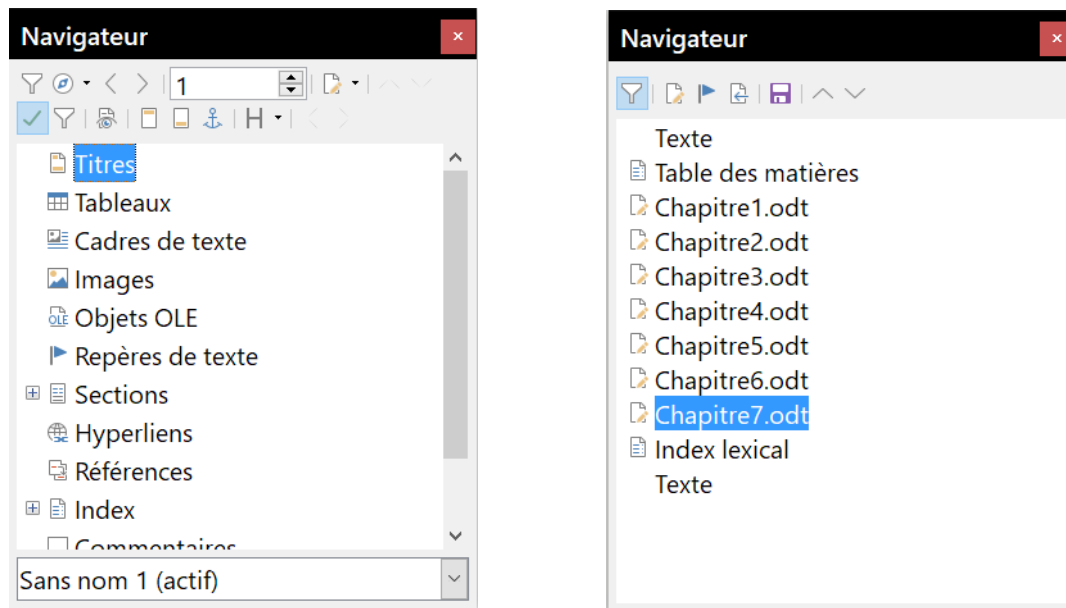 Navigateur
1
H
Titres
Tableaux
Cadres de texte
Images
OLE Objets OLE
Repères de texte
Sections
Hyperliens
Références
Index
Commentaires
Sans nom 1 (actif)
Navigateur
Texte
Table des matières
Chapitre1.odt
Chapitre2.odt
Chapitre3.odt
Chapitre4.odt
Chapitre5.odt
Chapitre6.odt
Chapitre7.odt
Index lexical
Texte